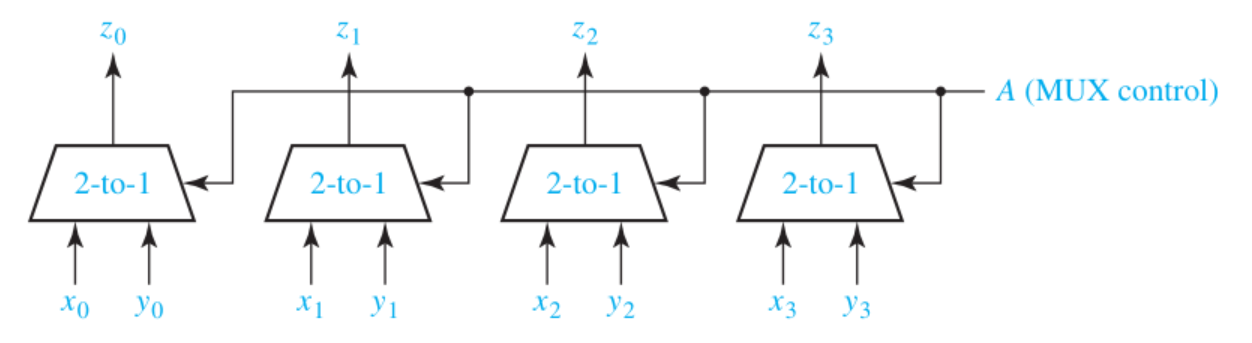 z0 z1 z2 z3
A (MUX control)
2-to-1 2-to-1 2-to-1 2-to-1
x0 y0 x1 y1 x2 y2 x3 y3